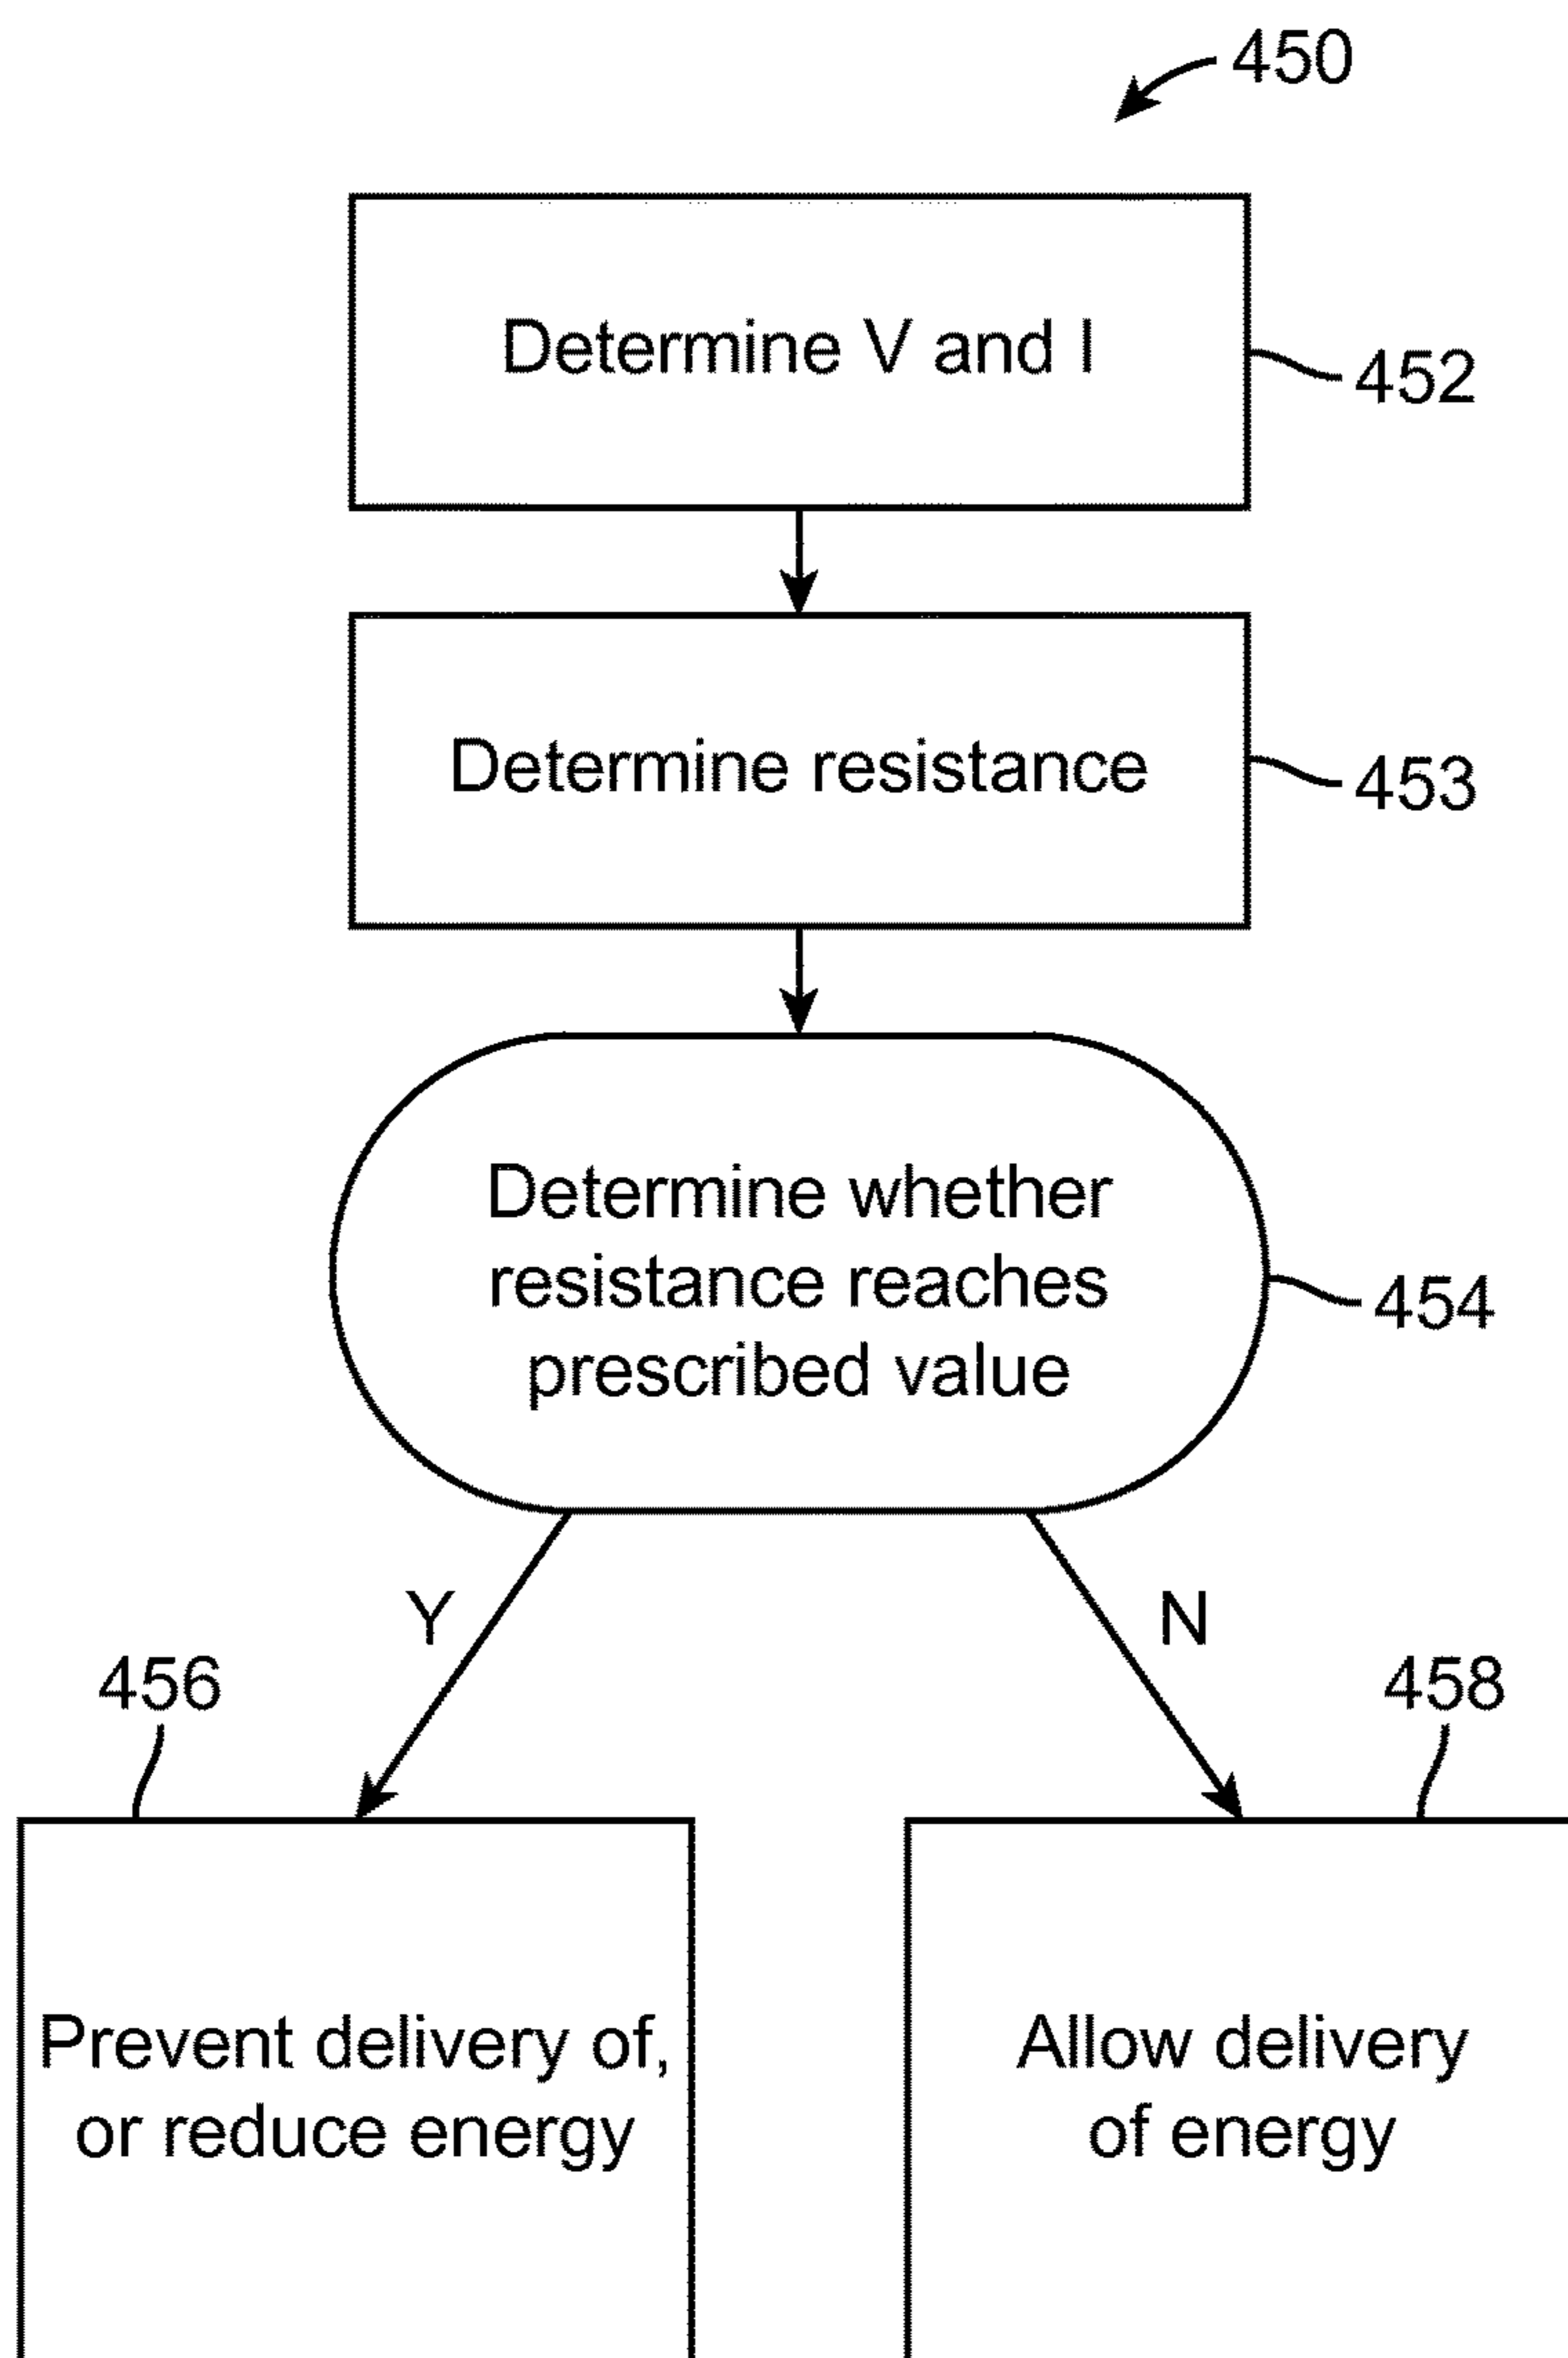 450
Determine V and I
452
Determine resistance
453
Determine whether
resistance reaches
prescribed value
454
Y
N
456
458
Prevent delivery of,
or reduce energy
Allow delivery
of energy